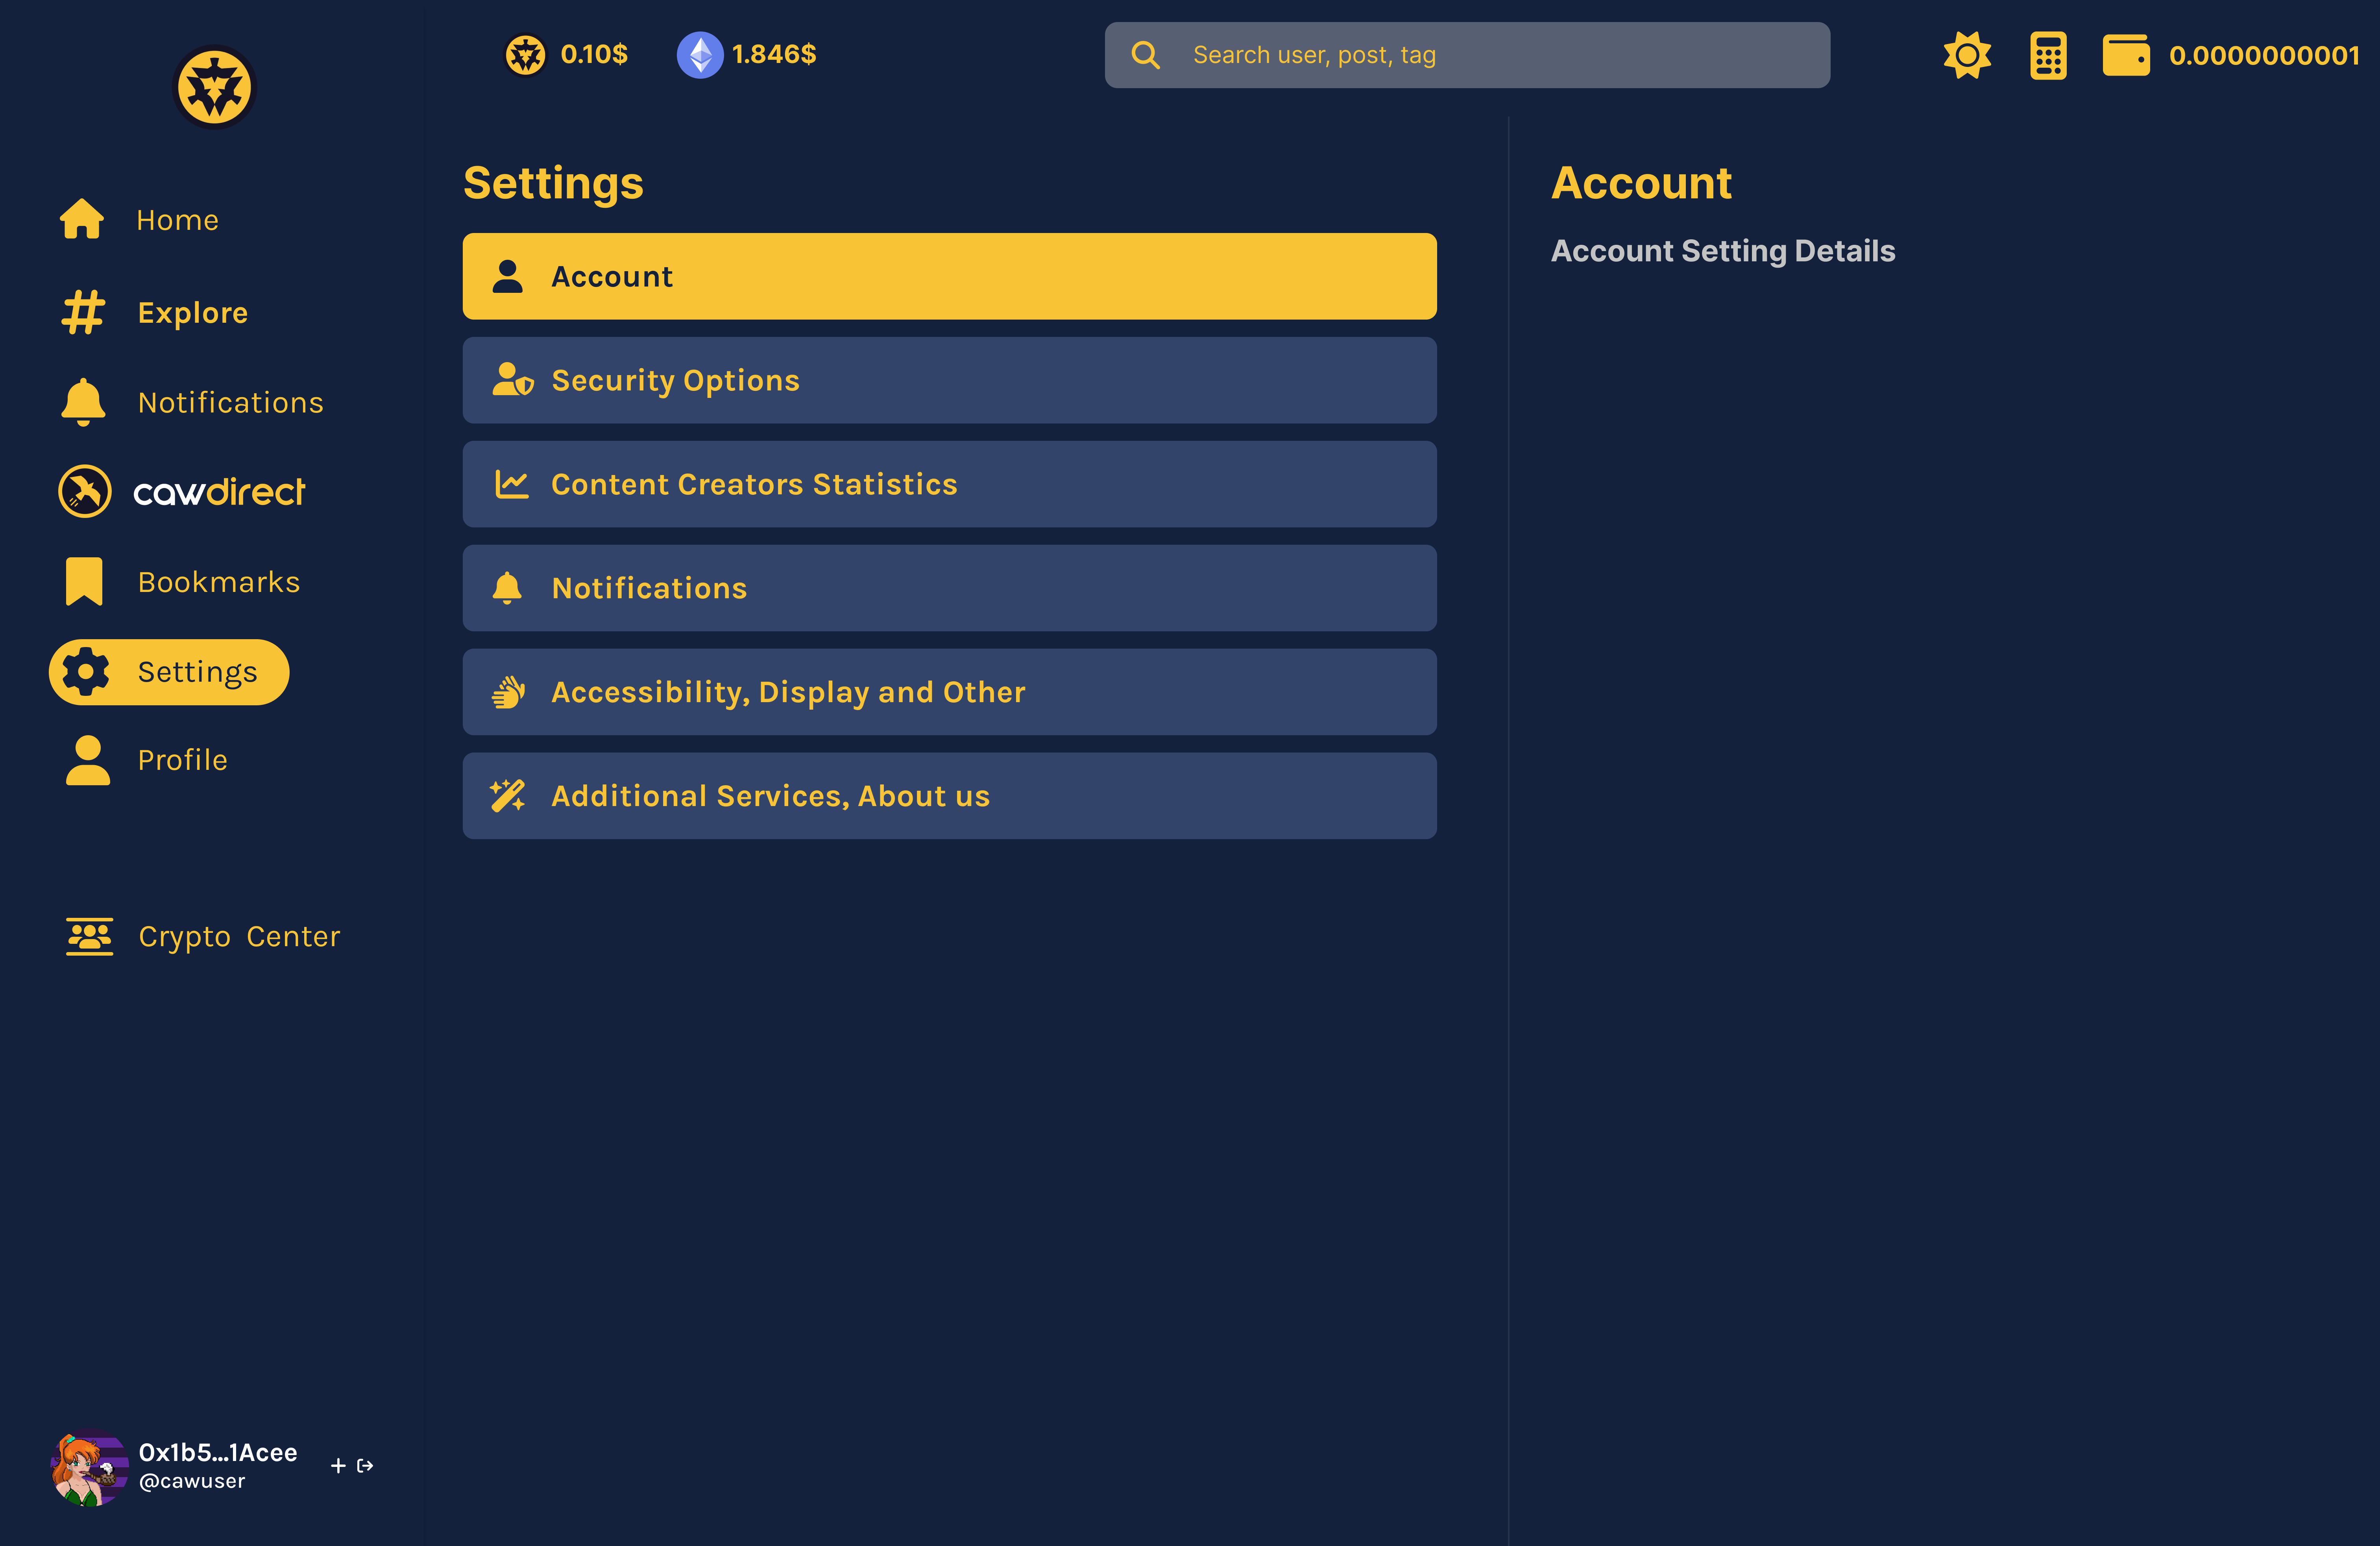 0.10$
1.846$
Search user, post, tag
0.0000000001
Home
Explore
Notifications
cawdirect
Bookmarks
Settings
Profile
Crypto Center
0x1b5...1Acee
@cawuser
Settings
Account
Security Options
Content Creators Statistics
Notifications
Accessibility, Display and Other
Additional Services, About us
Account
Account Setting Details